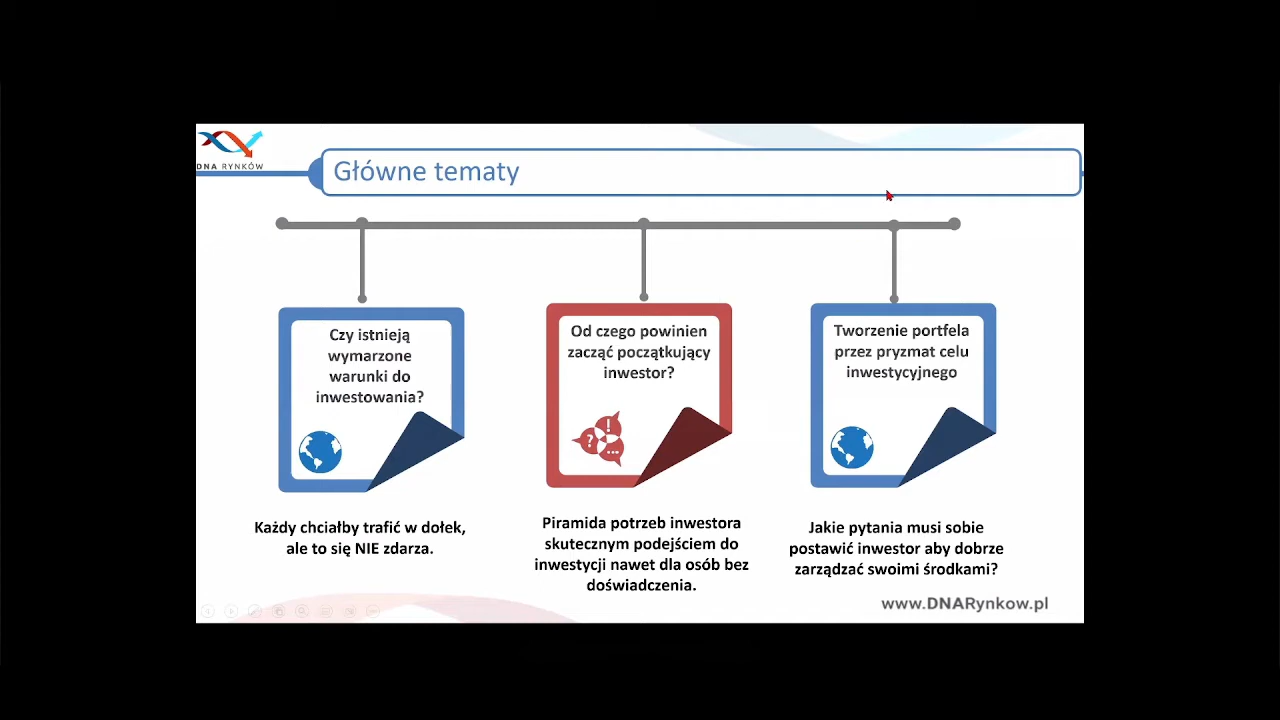 DNA RYNKÓW
Główne tematy
Czy istnieją
wymarzone
warunki do
inwestowania?
Od czego powinien
zacząć początkujący
inwestor?
Tworzenie portfela
przez pryzmat celu
inwestycyjnego
?
!
...
Każdy chciałby trafić w dołek,
ale to się NIE zdarza.
Piramida potrzeb inwestora
skutecznym podejściem do
inwestycji nawet dla osób bez
doświadczenia.
Jakie pytania musi sobie
postawić inwestor aby dobrze
zarządzać swoimi środkami?
www.DNARynkow.pl